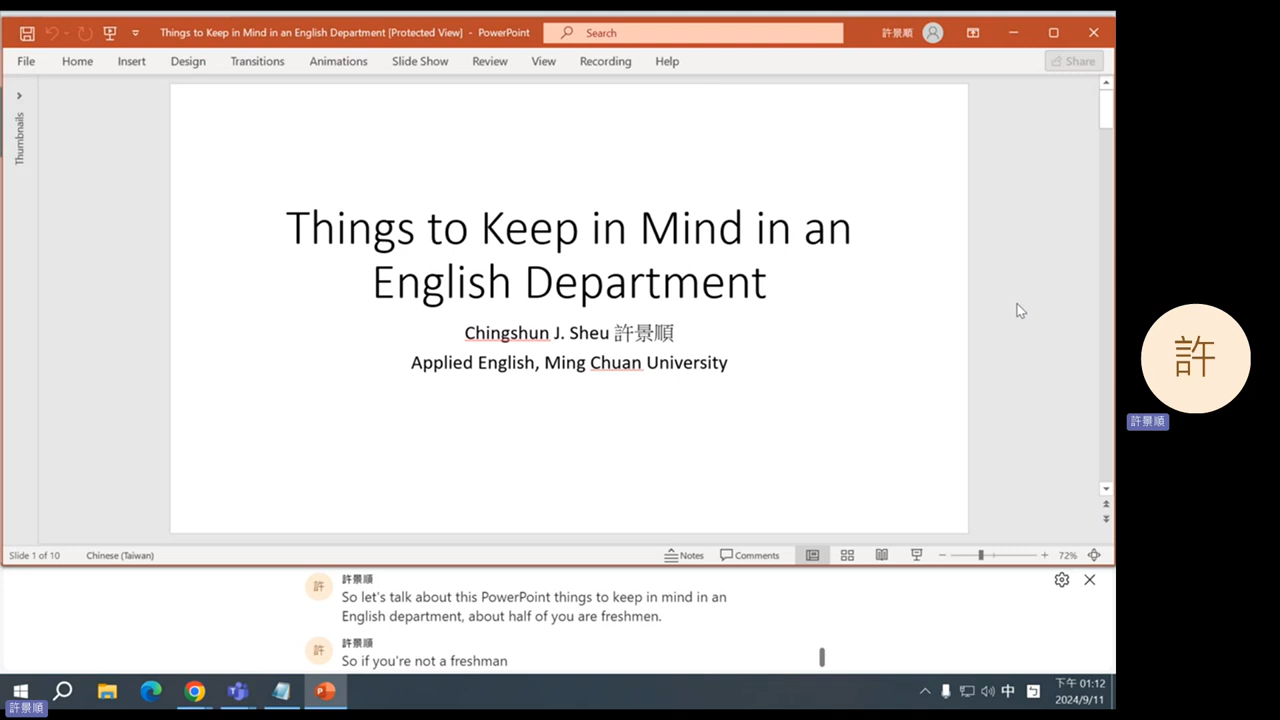 Things to Keep in Mind in an English Department [Protected View] - PowerPoint
Search
許景順
File Home Insert Design Transitions Animations Slide Show Review View Recording Help
Share
Thumbnails
Things to Keep in Mind in an
English Department
Chingshun J. Sheu 許景順
Applied English, Ming Chuan University
許
許景順
Slide 1 of 10
Chinese (Taiwan)
Notes
Comments
72%
許
許景順
So let's talk about this PowerPoint things to keep in mind in an
English department, about half of you are freshmen.
許
許景順
So if you're not a freshman
中
下午 01:12
2024/9/11
許景順